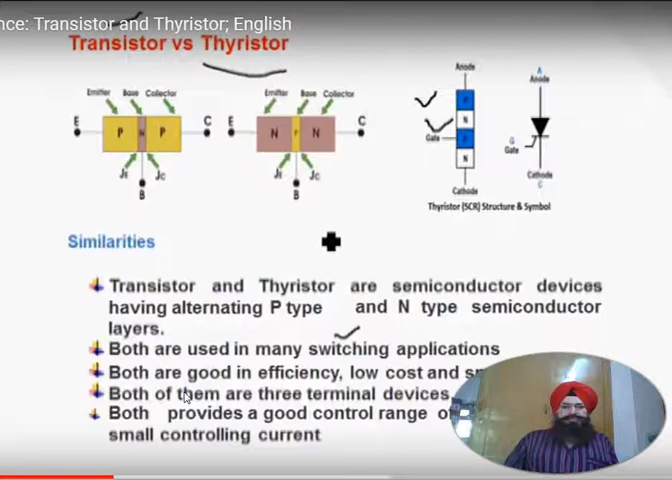 nce: Transistor and Thyristor; English
Transistor vs Thyristor
Emitter Base Collector
Emitter Base Collector
Anode
A
Anode
E
C
E
C
P N P
N P N
P
N
P
N
Gate
G
Gate
JE JC
JE JC
B
B
Cathode
Cathode
C
Thyristor (SCR) Structure & Symbol
Similarities
Transistor and Thyristor are semiconductor devices
having alternating P type and N type semiconductor
layers.
Both are used in many switching applications
Both are good in efficiency, low cost and
Both of them are three terminal devices
Both provides a good control range
small controlling current